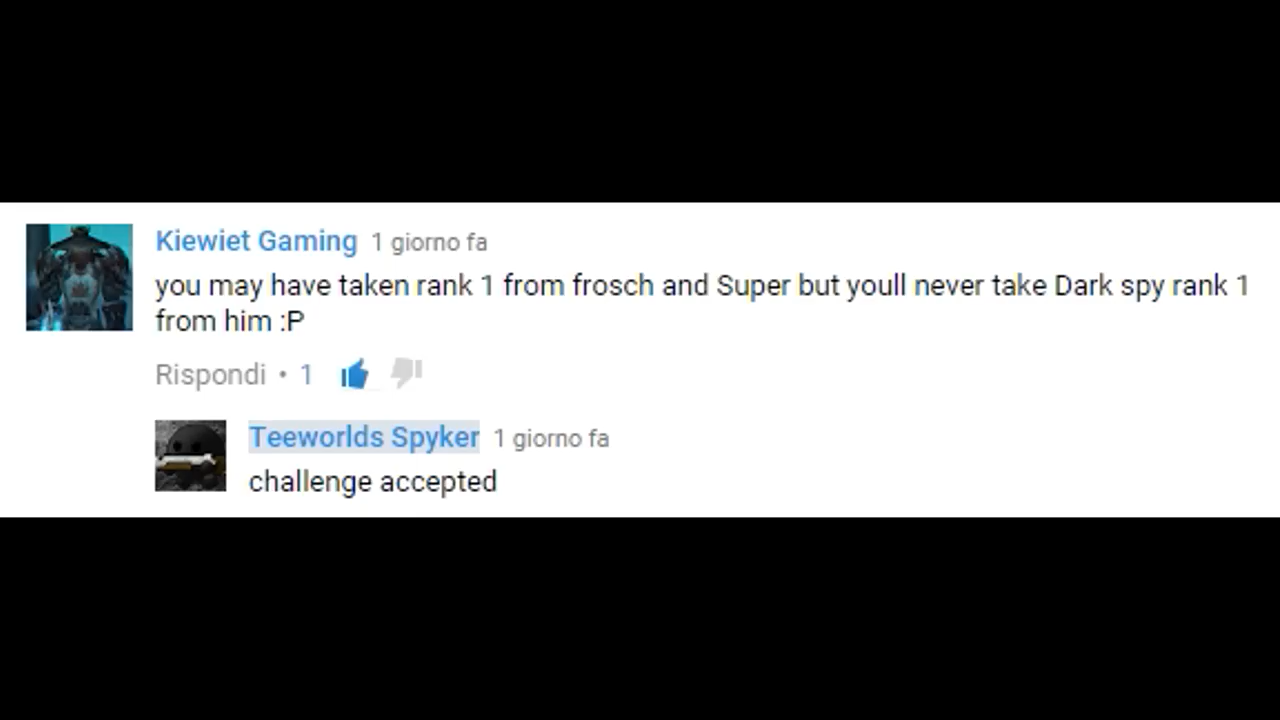 Kiewiet Gaming 1 giorno fa
you may have taken rank 1 from frosch and Super but youll never take Dark spy rank 1
from him :P
Rispondi • 1
Teeworlds Spyker 1 giorno fa
challenge accepted